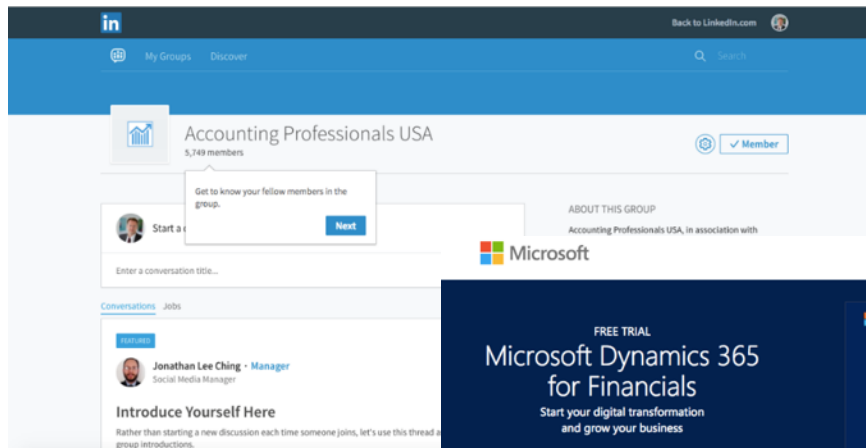 in
Back to LinkedIn.com
My Groups Discover
Search
Accounting Professionals USA
5,749 members
Member
Get to know your fellow members in the
group.
Next
Start a
Enter a conversation title...
ABOUT THIS GROUP
Accounting Professionals USA, in association with
Conversations Jobs
FEATURED
Jonathan Lee Ching · Manager
Social Media Manager
Introduce Yourself Here
Rather than starting a new discussion each time someone joins, let's use this thread a
group introductions.
Microsoft
FREE TRIAL
Microsoft Dynamics 365
for Financials
Start your digital transformation
and grow your business